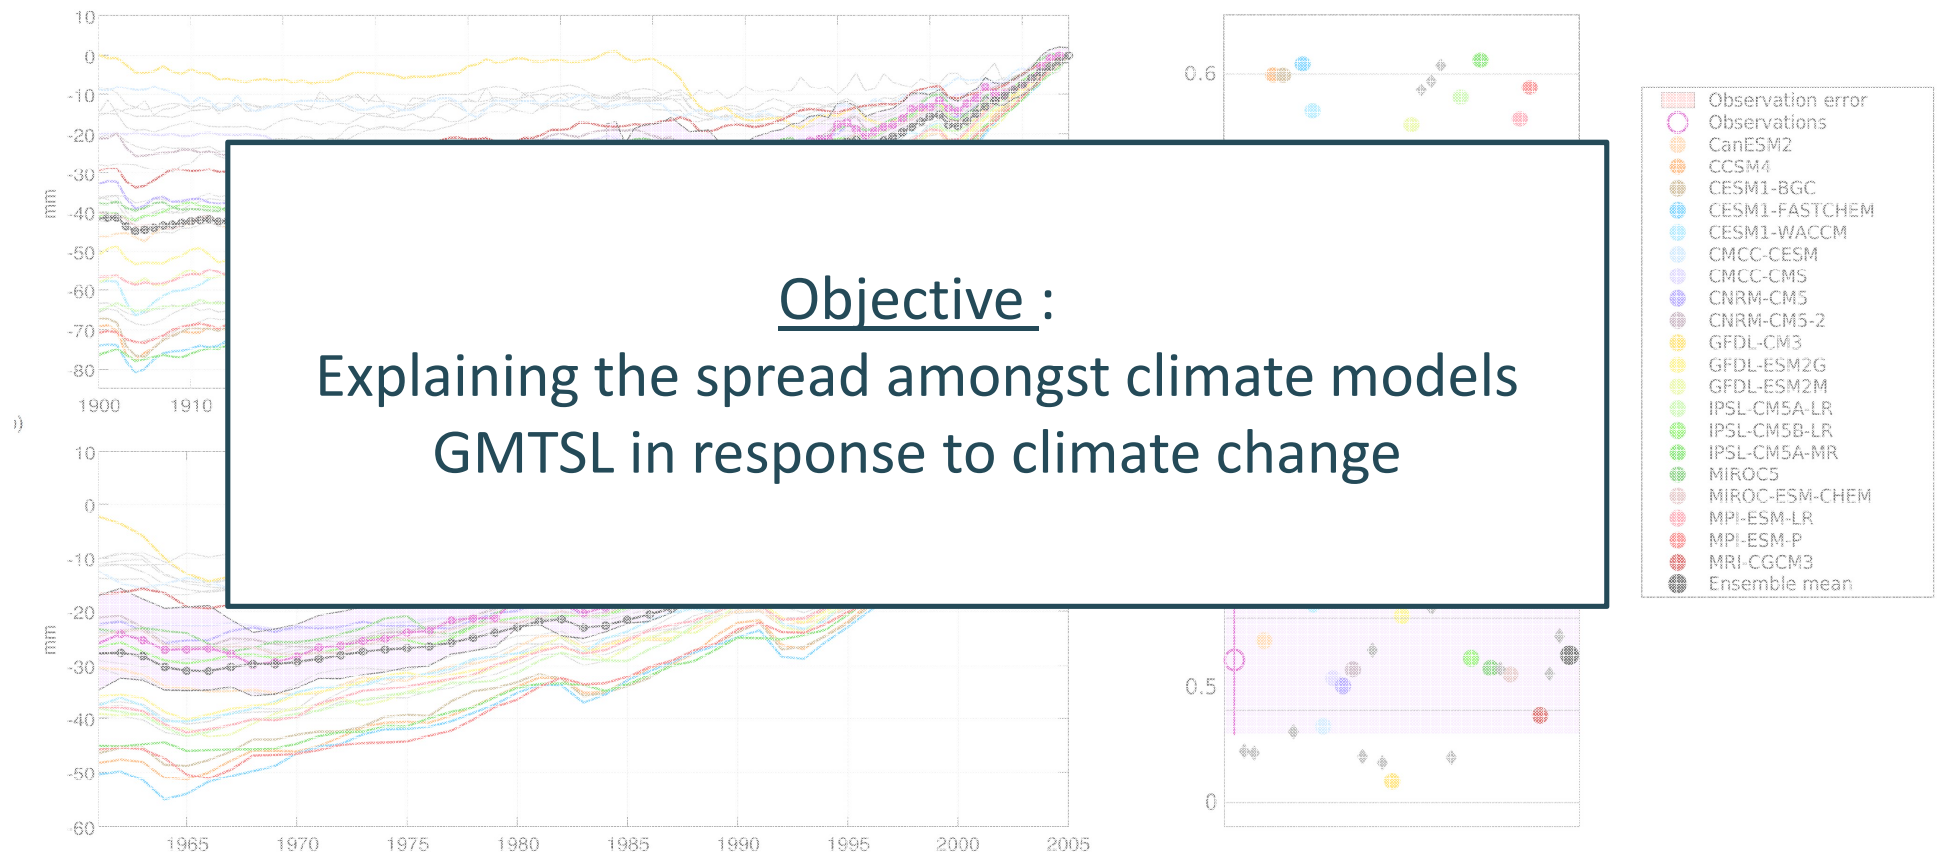 10
0
-10
-20
-30
-40
-50
-60
-70
-80
mm
1900 1910
0.6
Objective :
Explaining the spread amongst climate models
GMTSL in response to climate change
Observation error
Observations
CanESM2
CCSM4
CESM1-BGC
CESM1-FASTCHEM
CESM1-WACCM
CMCC-CESM
CMCC-CMS
CNRM-CM5
CNRM-CM5-2
GFDL-CM3
GFDL-ESM2G
GFDL-ESM2M
IPSL-CM5A-LR
IPSL-CM5B-LR
IPSL-CM5A-MR
MIROC5
MIROC-ESM-CHEM
MPI-ESM-LR
MPI-ESM-P
MRI-CGCM3
Ensemble mean
10
0
-10
-20
-30
-40
-50
-60
mm
1965 1970 1975 1980 1985 1990 1995 2000 2005
0.5
0